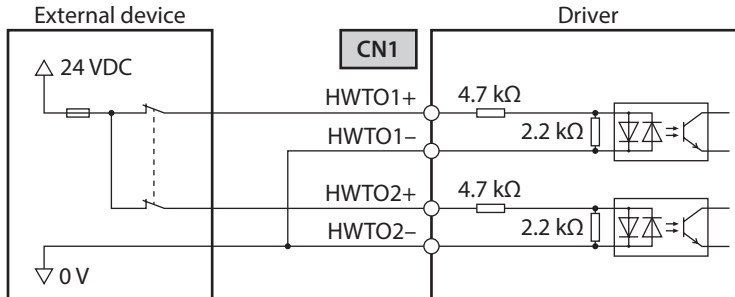 External device
Driver
CN1
24 VDC
HWTO1+
4.7 kΩ
HWTO1−
2.2 kΩ
HWTO2+
4.7 kΩ
HWTO2−
2.2 kΩ
0 V